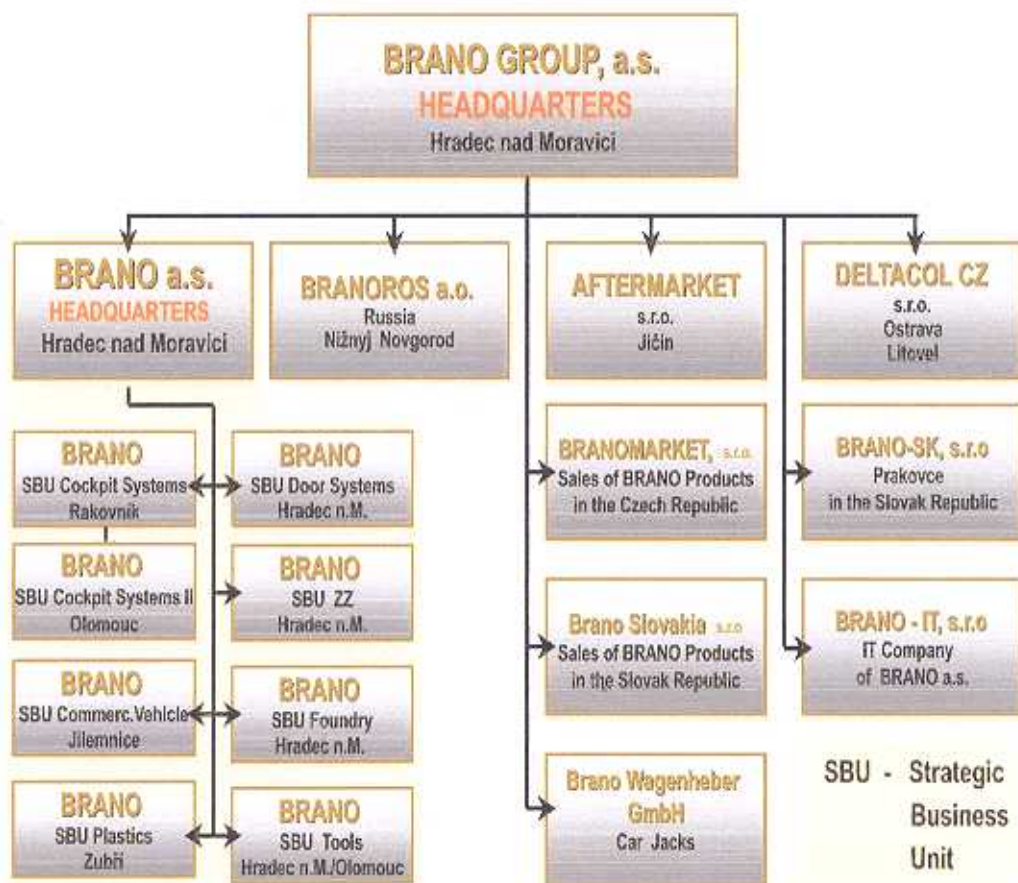 BRANO GROUP, a.s.
HEADQUARTERS
Hradec nad Moravici
BRANO a.s.
HEADQUARTERS
Hradec nad Moravici
BRANOROS a.o.
Russia
Nižnyj Novgorod
AFTERMARKET
s.r.o.
Jičin
DELTACOL CZ
s.r.o.
Ostrava
Litovel
BRANO
SBU Cockpit Systems
Rakovník
BRANO
SBU Door Systems
Hradec n.M.
BRANOMARKET, s.r.o.
Sales of BRANO Products
in the Czech Republic
BRANO-SK, s.r.o
Prakovce
in the Slovak Republic
BRANO
SBU Cockpit Systems II
Olomouc
BRANO
SBU ZZ
Hradec n.M.
Brano Slovakia s.r.o
Sales of BRANO Products
in the Slovak Republic
BRANO - IT, s.r.o
IT Company
of BRANO a.s.
BRANO
SBU Commerc.Vehicle
Jilemnice
BRANO
SBU Foundry
Hradec n.M.
BRANO
SBU Plastics
Zubří
BRANO
SBU Tools
Hradec n.M./Olomouc
Brano Wagenheber
GmbH
Car Jacks
SBU - Strategic
Business
Unit